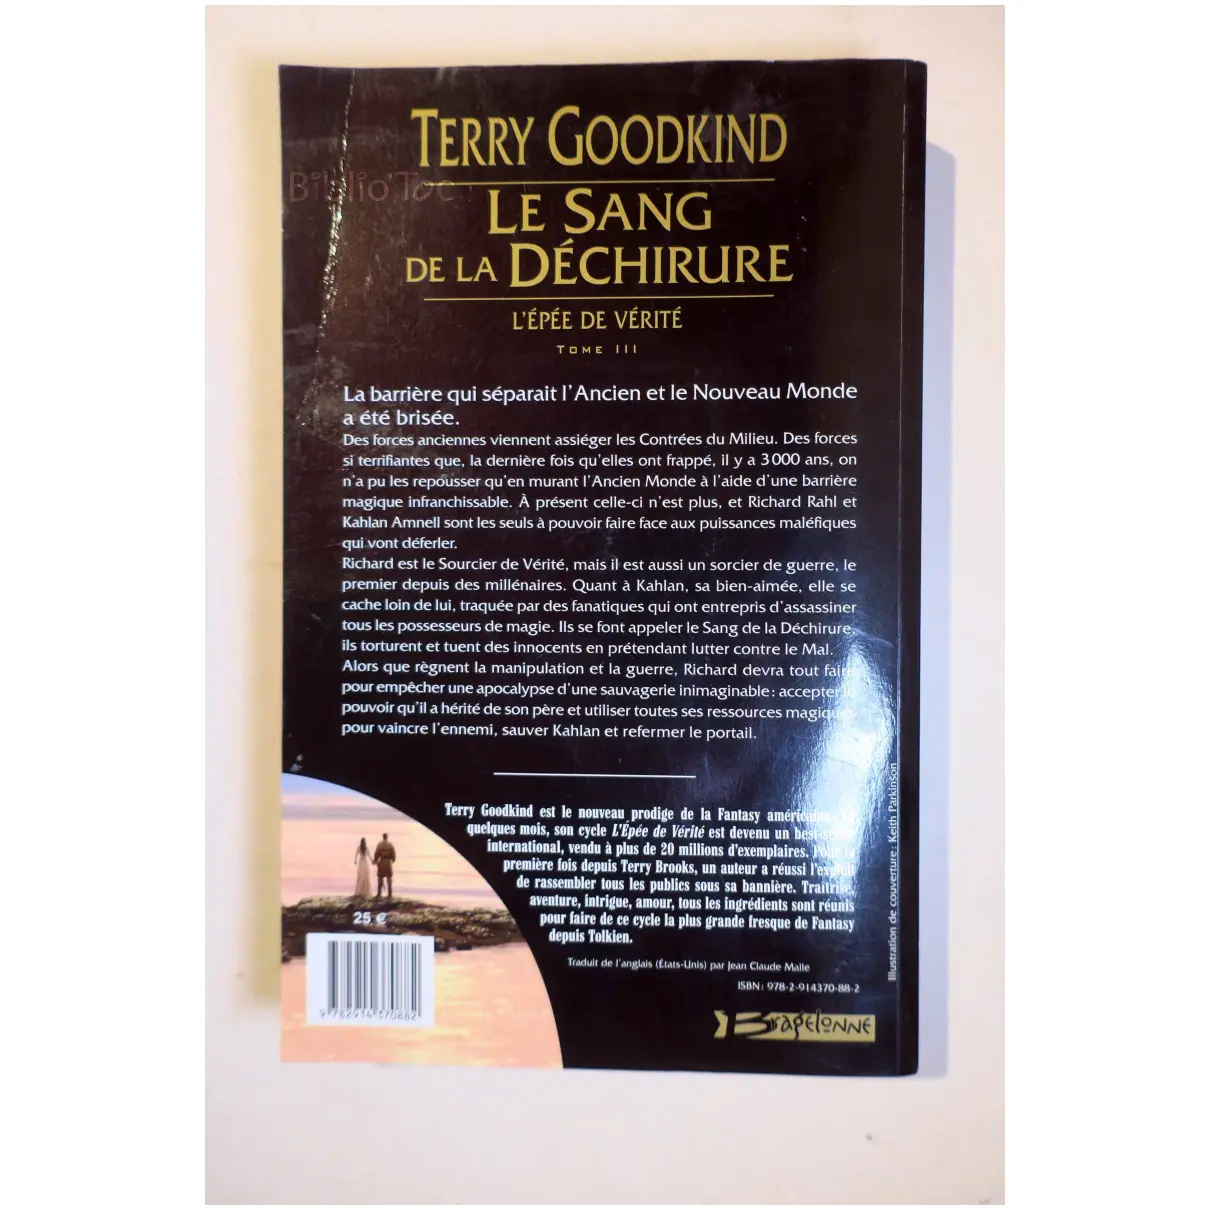 TERRY GOODKIND
Biblio'Toc
LE SANG
DE LA DÉCHIRURE
L'ÉPÉE DE VÉRITÉ
TOME III
La barrière qui séparait l'Ancien et le Nouveau Monde
a été brisée.
Des forces anciennes viennent assiéger les Contrées du Milieu. Des forces
si terrifiantes que, la dernière fois qu'elles ont frappé, il y a 3000 ans, on
n'a pu les repousser qu'en murant l'Ancien Monde à l'aide d'une barrière
magique infranchissable. À présent celle-ci n'est plus, et Richard Rahl et
Kahlan Amnell sont les seuls à pouvoir faire face aux puissances maléfiques
qui vont déferler.
Richard est le Sourcier de Vérité, mais il est aussi un sorcier de guerre, le
premier depuis des millénaires. Quant à Kahlan, sa bien-aimée, elle se
cache loin de lui, traquée par des fanatiques qui ont entrepris d'assassiner
tous les possesseurs de magie. Ils se font appeler le Sang de la Déchirure,
ils torturent et tuent des innocents en prétendant lutter contre le Mal.
Alors que règnent la manipulation et la guerre, Richard devra tout faire
pour empêcher une apocalypse d'une sauvagerie inimaginable : accepter le
pouvoir qu'il a hérité de son père et utiliser toutes ses ressources magiques
pour vaincre l'ennemi, sauver Kahlan et refermer le portail.
Terry Goodkind est le nouveau prodige de la Fantasy américaine. En
quelques mois, son cycle L'Épée de Vérité est devenu un best-seller
international, vendu à plus de 20 millions d'exemplaires. Pour la
première fois depuis Terry Brooks, un auteur a réussi l'exploit
de rassembler tous les publics sous sa bannière. Traîtrise,
aventure, intrigue, amour, tous les ingrédients sont réunis
pour faire de ce cycle la plus grande fresque de Fantasy
depuis Tolkien.
Traduit de l'anglais (États-Unis) par Jean Claude Malle
ISBN : 978-2-914370-88-2
BRAGELONNE
25 €
9 782914 370882
Illustration de couverture : Keith Parkinson